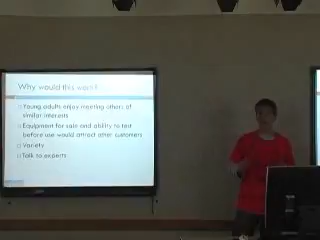 Why would this work?
Young adults enjoy meeting others of
similar interests
Equipment for sale and ability to test
before use would attract other customers
Variety
Talk to experts